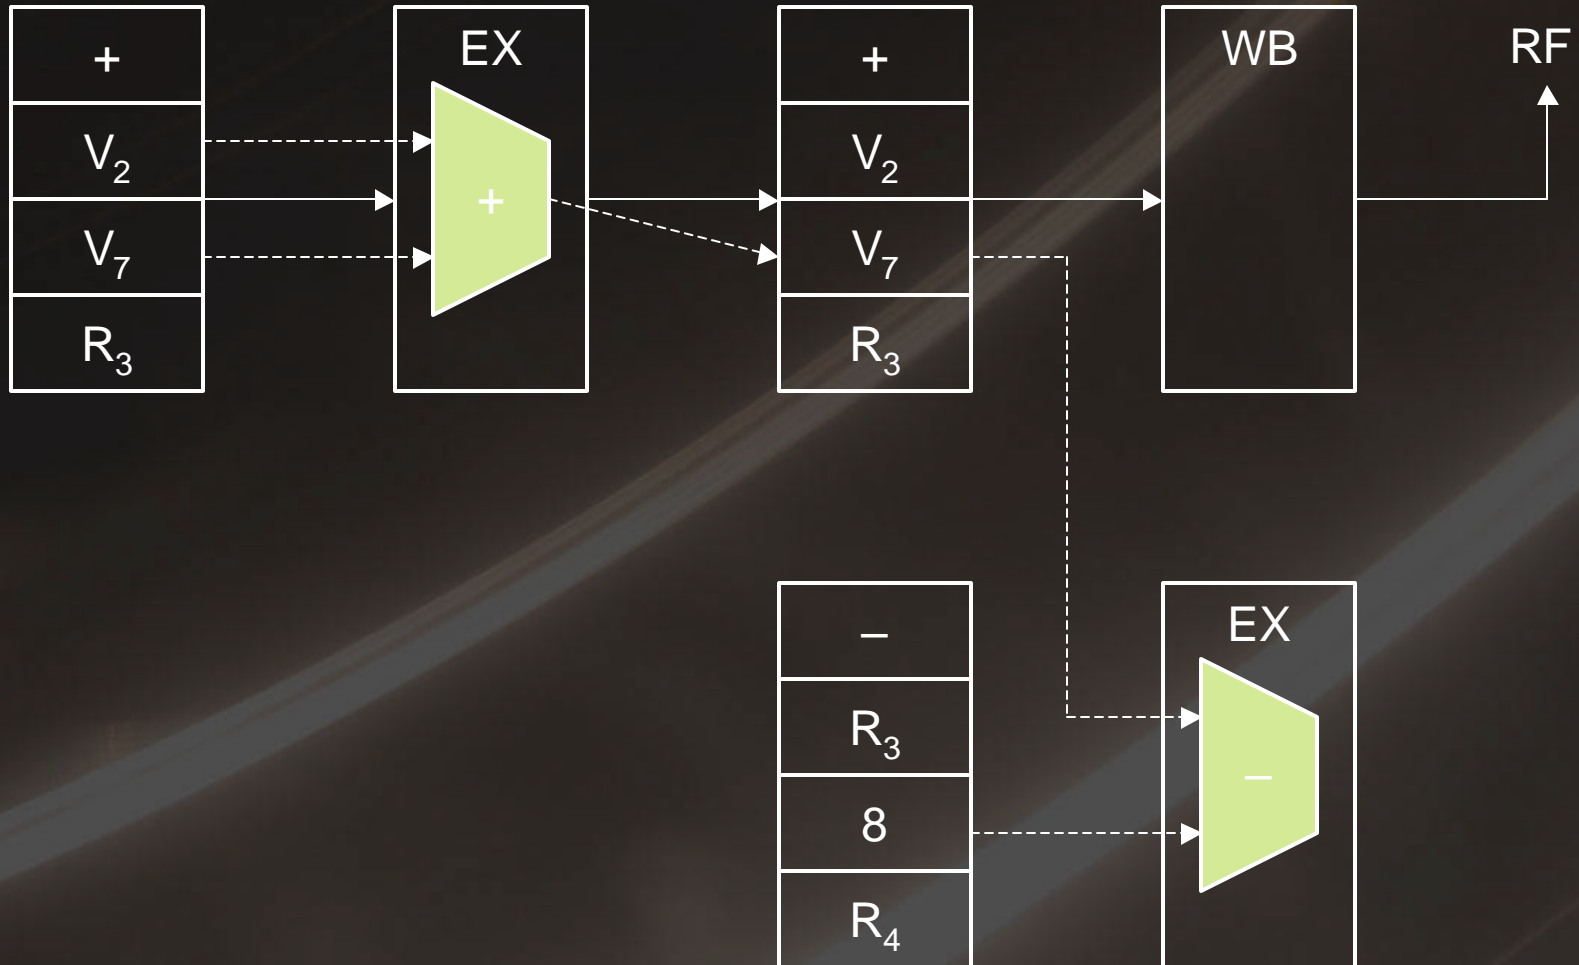 +
V₂
V₇
R₃
EX
+
+
V₂
V₇
R₃
WB
RF
–
R₃
8
R₄
EX
–